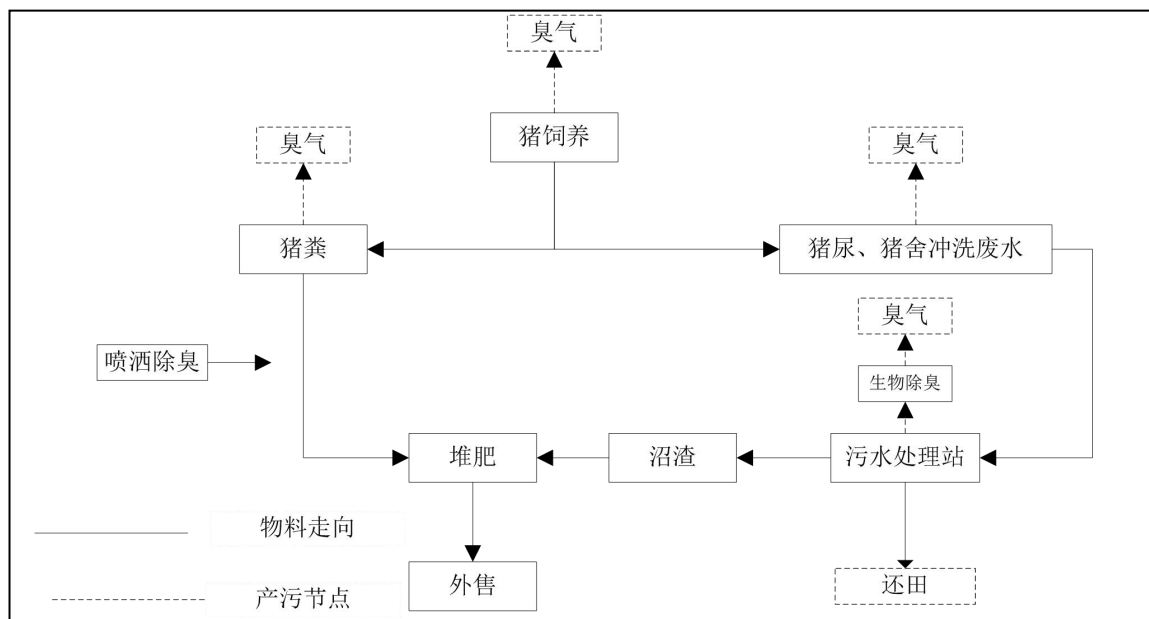 臭气
猪饲养
臭气
臭气
猪粪
猪尿、猪舍冲洗废水
臭气
喷洒除臭
生物除臭
堆肥
沼渣
污水处理站
物料走向
外售
还田
产污节点